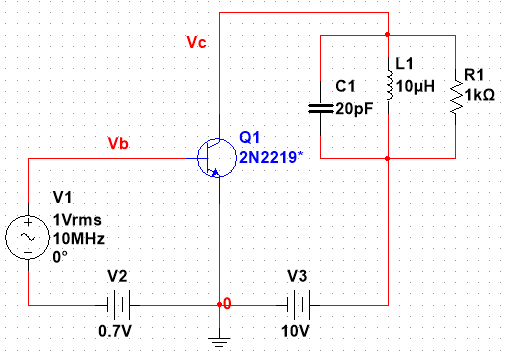 Vc
L1
10µH
R1
1kΩ
C1
20pF
Q1
2N2219*
Vb
V1
1Vrms
10MHz
0°
V2
0.7V
0
V3
10V